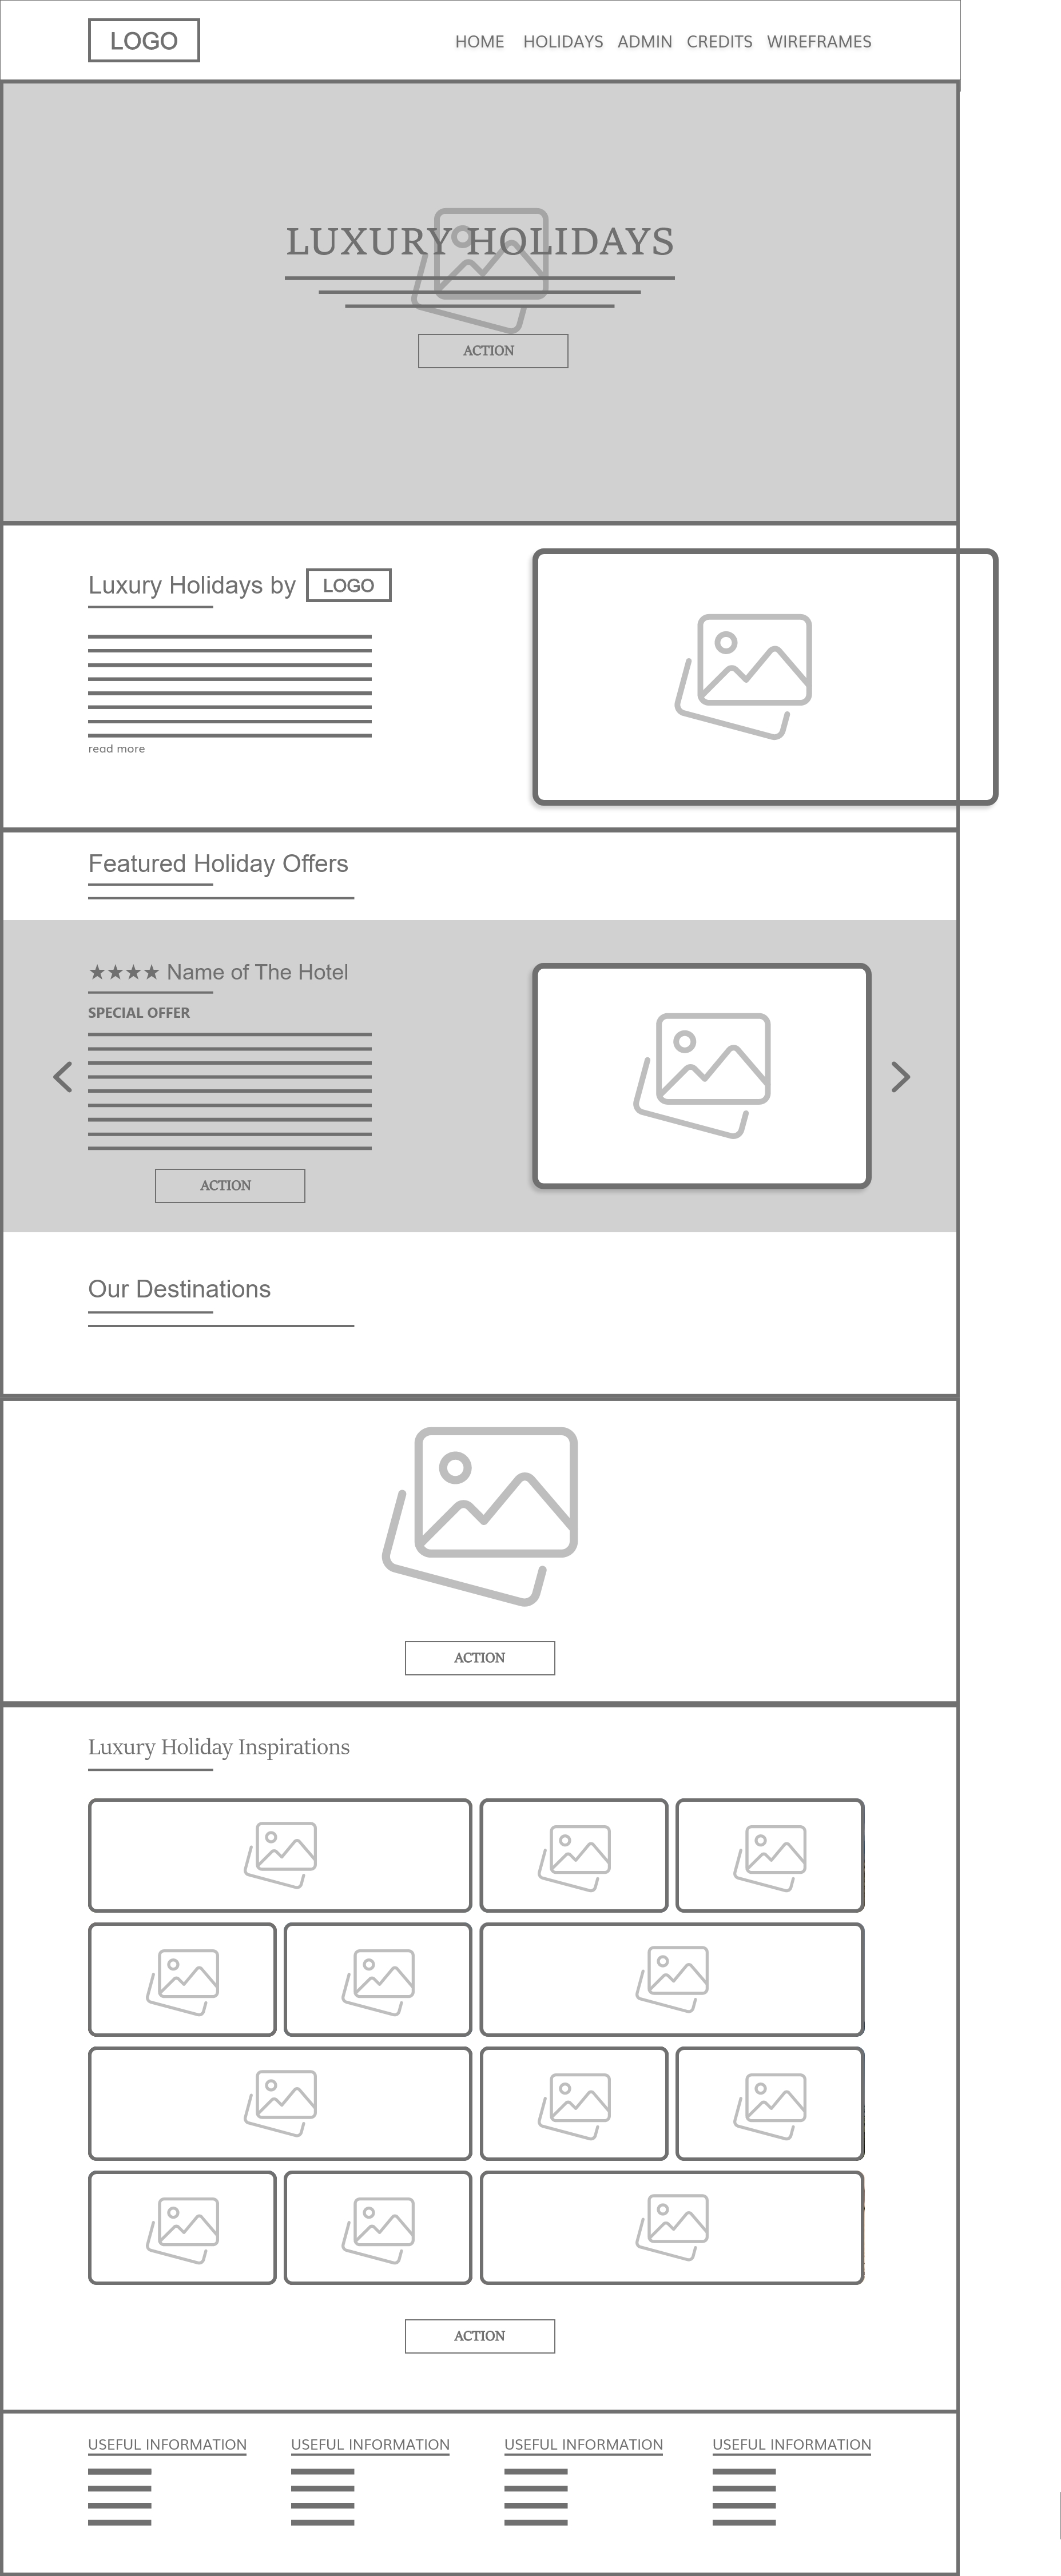 LOGO
HOME HOLIDAYS ADMIN CREDITS WIREFRAMES
LUXURY HOLIDAYS
ACTION
Luxury Holidays by LOGO
read more
Featured Holiday Offers
★★★★ Name of The Hotel
SPECIAL OFFER
ACTION
Our Destinations
ACTION
Luxury Holiday Inspirations
ACTION
USEFUL INFORMATION USEFUL INFORMATION USEFUL INFORMATION USEFUL INFORMATION